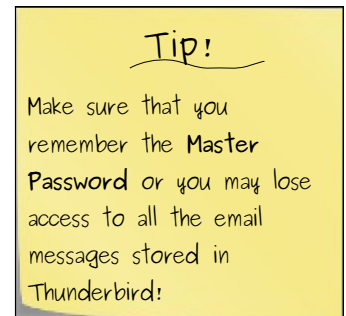 Tip!
Make sure that you
remember the Master
Password or you may lose
access to all the email
messages stored in
Thunderbird!